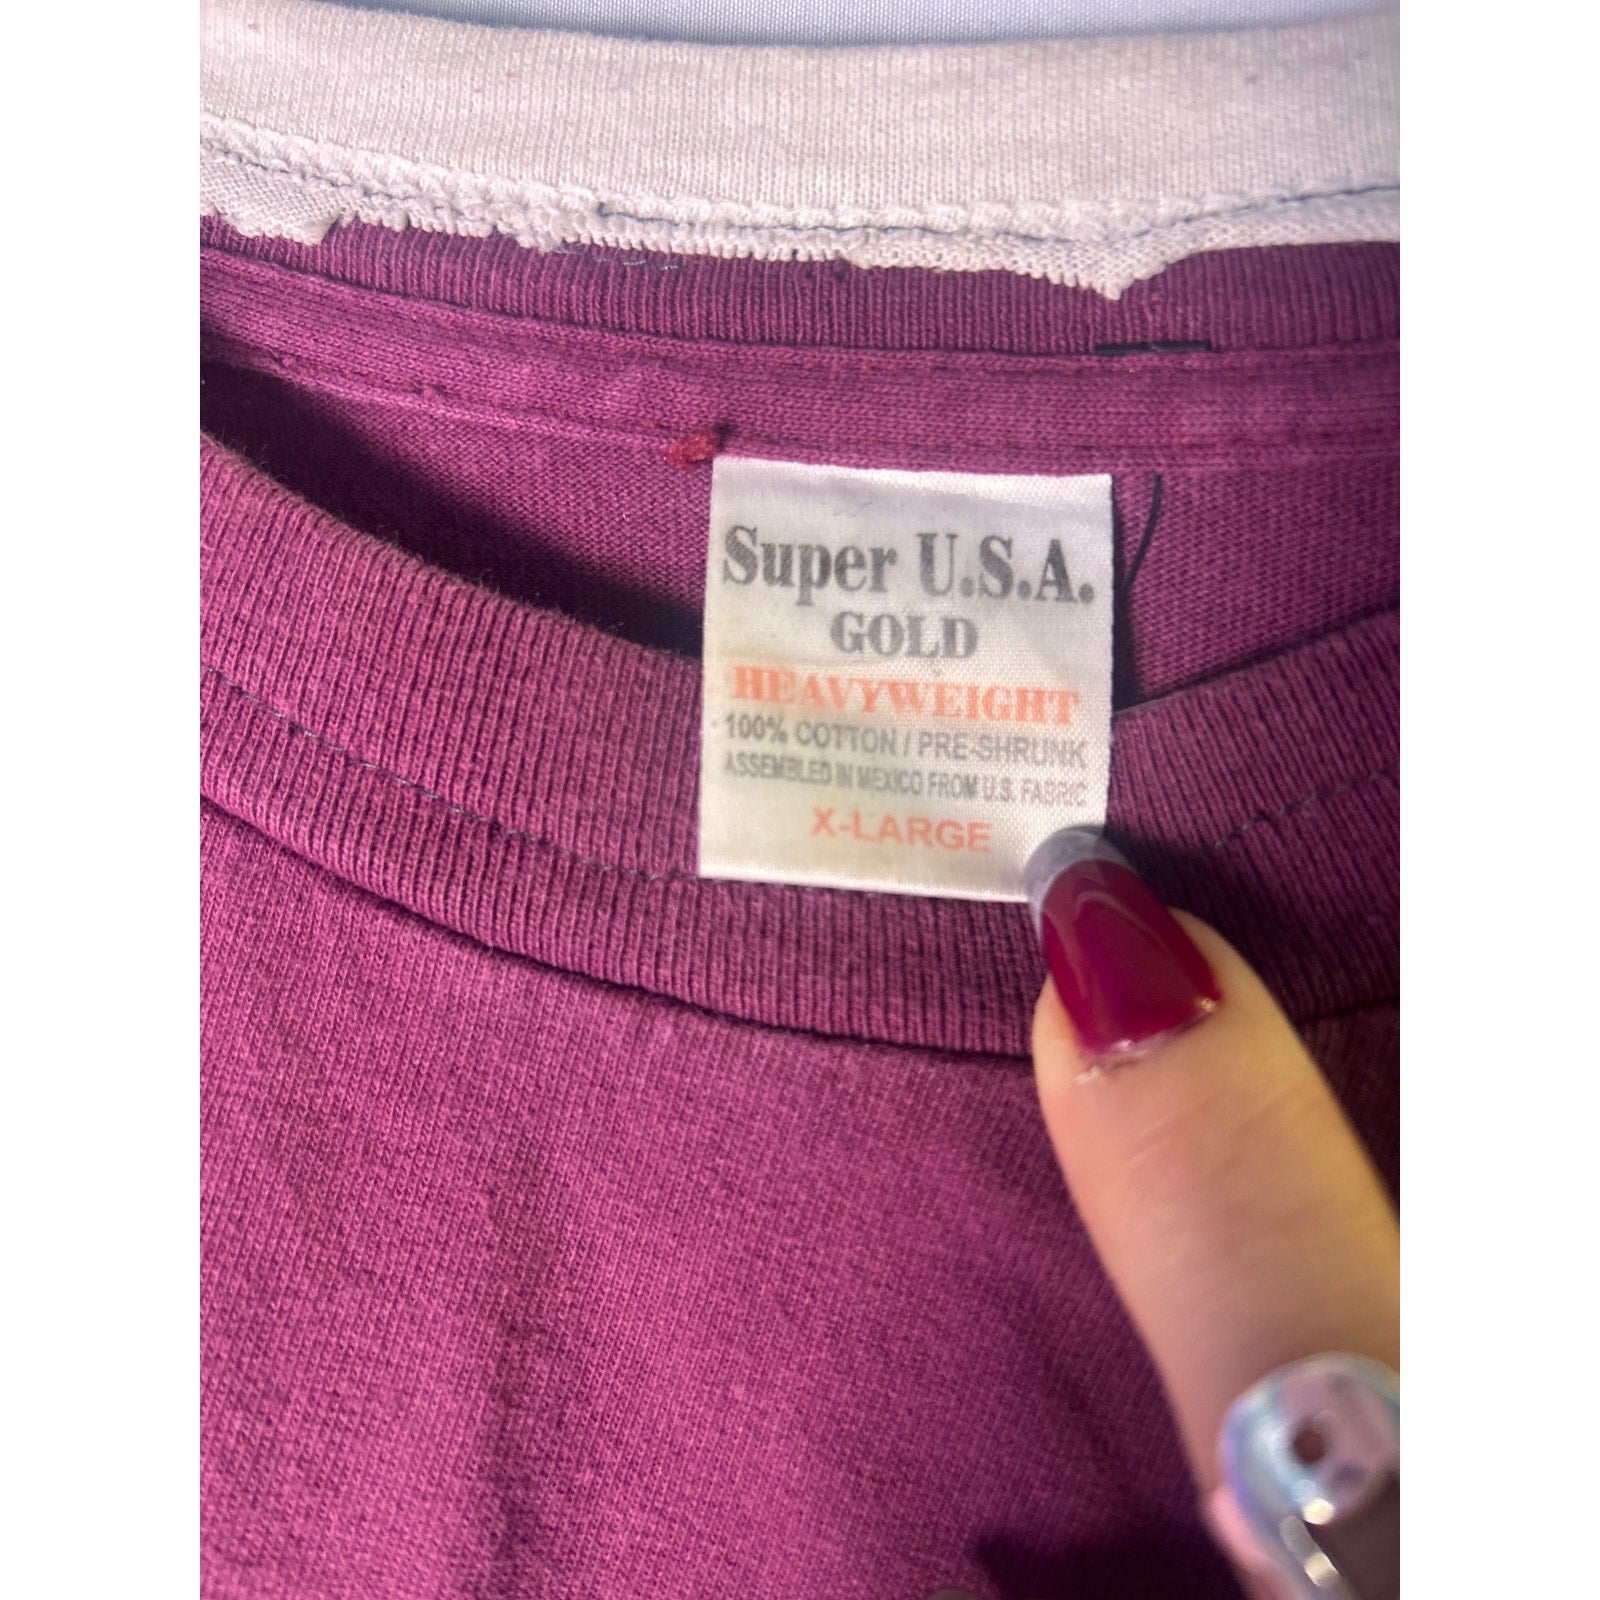 Super U.S.A.
GOLD
HEAVYWEIGHT
100% COTTON / PRE-SHRUNK
ASSEMBLED IN MEXICO FROM U.S. FABRIC
X-LARGE